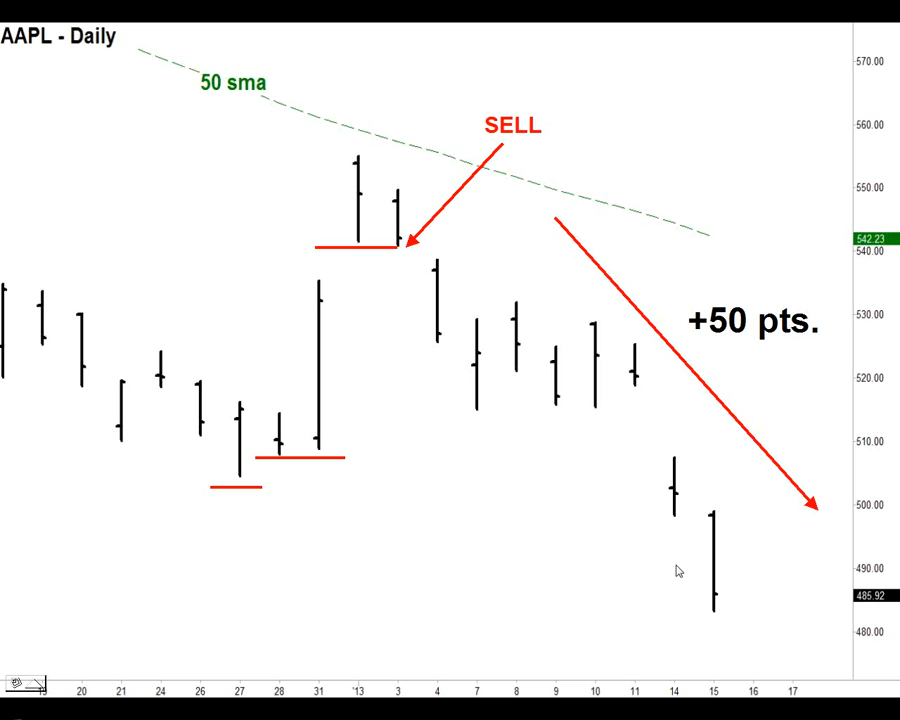 AAPL - Daily
570.00
50 sma
560.00
SELL
550.00
542.23
540.00
530.00
+50 pts.
520.00
510.00
500.00
490.00
485.92
480.00
19 20 21 24 26 27 28 31 '13 3 4 7 8 9 10 11 14 15 16 17